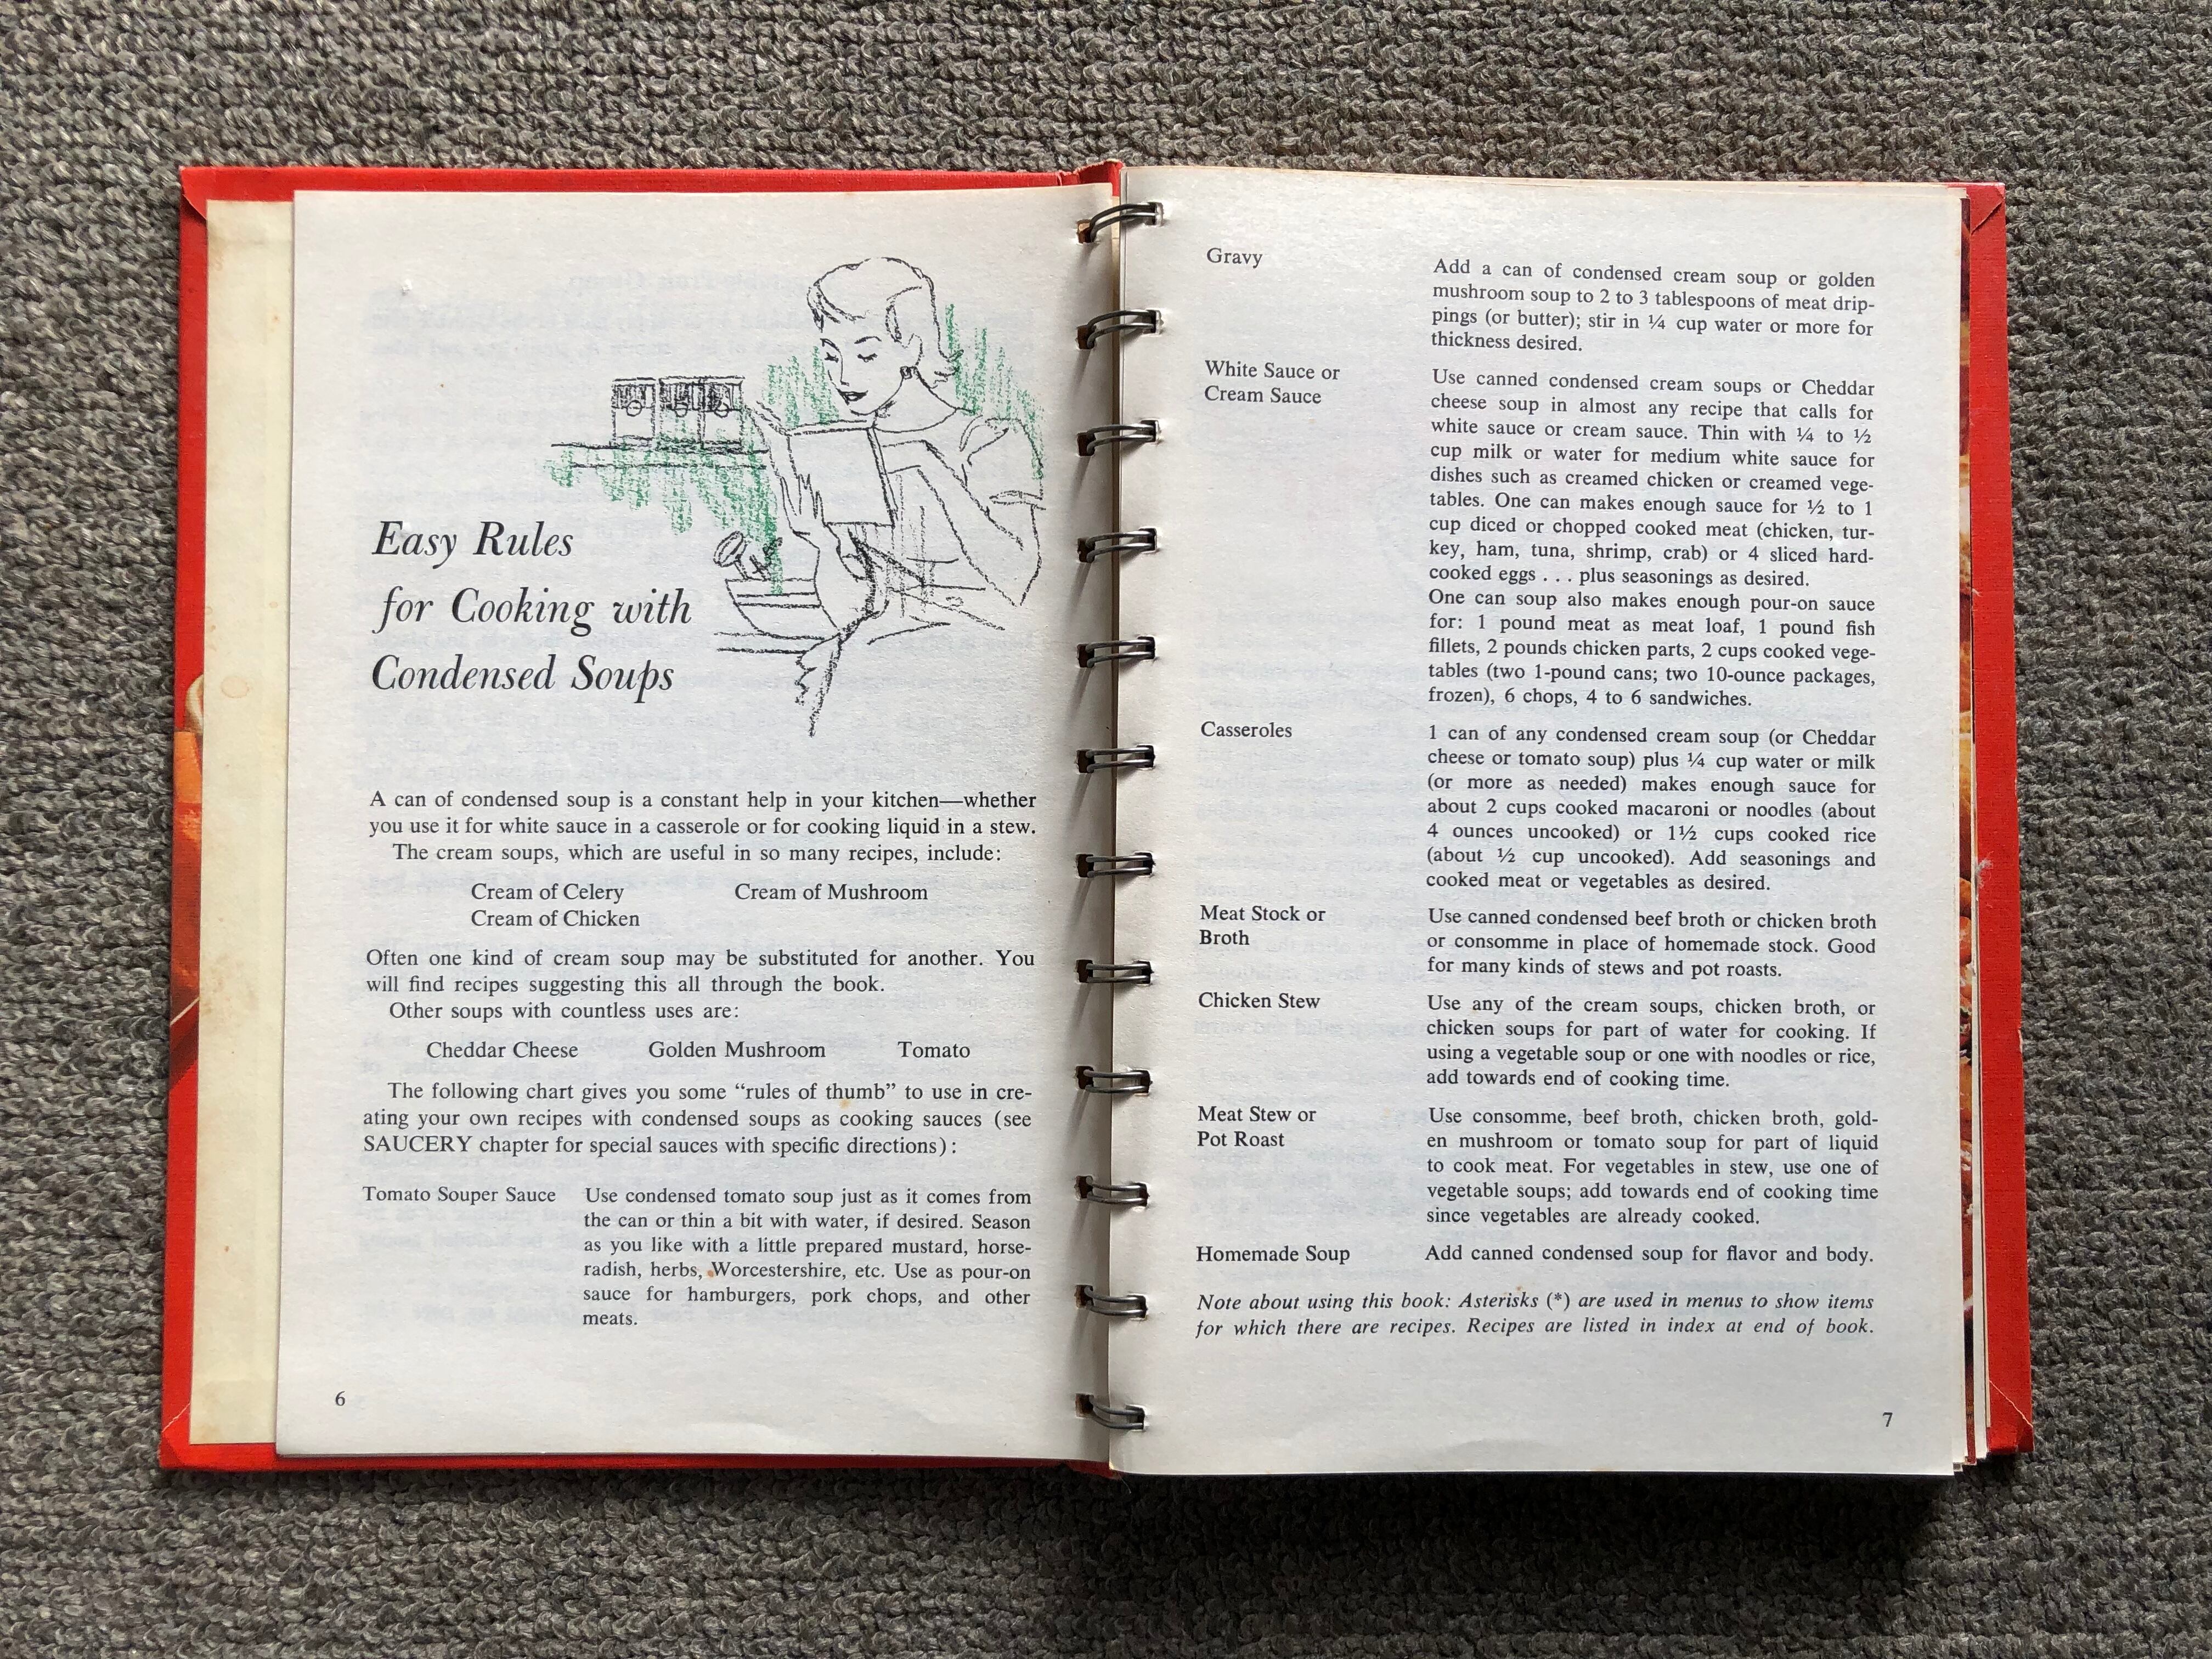 Easy Rules
for Cooking with
Condensed Soups
A can of condensed soup is a constant help in your kitchen—whether
you use it for white sauce in a casserole or for cooking liquid in a stew.
The cream soups, which are useful in so many recipes, include:
Cream of Celery Cream of Mushroom
Cream of Chicken
Often one kind of cream soup may be substituted for another. You
will find recipes suggesting this all through the book.
Other soups with countless uses are:
Cheddar Cheese Golden Mushroom Tomato
The following chart gives you some “rules of thumb” to use in cre-
ating your own recipes with condensed soups as cooking sauces (see
SAUCERY chapter for special sauces with specific directions):
Tomato Souper Sauce Use condensed tomato soup just as it comes from
the can or thin a bit with water, if desired. Season
as you like with a little prepared mustard, horse-
radish, herbs, Worcestershire, etc. Use as pour-on
sauce for hamburgers, pork chops, and other
meats.
6
Gravy
Add a can of condensed cream soup or golden
mushroom soup to 2 to 3 tablespoons of meat drip-
pings (or butter); stir in ¼ cup water or more for
thickness desired.
White Sauce or
Cream Sauce
Use canned condensed cream soups or Cheddar
cheese soup in almost any recipe that calls for
white sauce or cream sauce. Thin with ¼ to ½
cup milk or water for medium white sauce for
dishes such as creamed chicken or creamed vege-
tables. One can makes enough sauce for ½ to 1
cup diced or chopped cooked meat (chicken, tur-
key, ham, tuna, shrimp, crab) or 4 sliced hard-
cooked eggs . . . plus seasonings as desired.
One can soup also makes enough pour-on sauce
for: 1 pound meat as meat loaf, 1 pound fish
fillets, 2 pounds chicken parts, 2 cups cooked vege-
tables (two 1-pound cans; two 10-ounce packages,
frozen), 6 chops, 4 to 6 sandwiches.
Casseroles
1 can of any condensed cream soup (or Cheddar
cheese or tomato soup) plus ¼ cup water or milk
(or more as needed) makes enough sauce for
about 2 cups cooked macaroni or noodles (about
4 ounces uncooked) or 1½ cups cooked rice
(about ½ cup uncooked). Add seasonings and
cooked meat or vegetables as desired.
Meat Stock or
Broth
Use canned condensed beef broth or chicken broth
or consomme in place of homemade stock. Good
for many kinds of stews and pot roasts.
Chicken Stew
Use any of the cream soups, chicken broth, or
chicken soups for part of water for cooking. If
using a vegetable soup or one with noodles or rice,
add towards end of cooking time.
Meat Stew or
Pot Roast
Use consomme, beef broth, chicken broth, gold-
en mushroom or tomato soup for part of liquid
to cook meat. For vegetables in stew, use one of
vegetable soups; add towards end of cooking time
since vegetables are already cooked.
Homemade Soup Add canned condensed soup for flavor and body.
Note about using this book: Asterisks (*) are used in menus to show items
for which there are recipes. Recipes are listed in index at end of book.
7